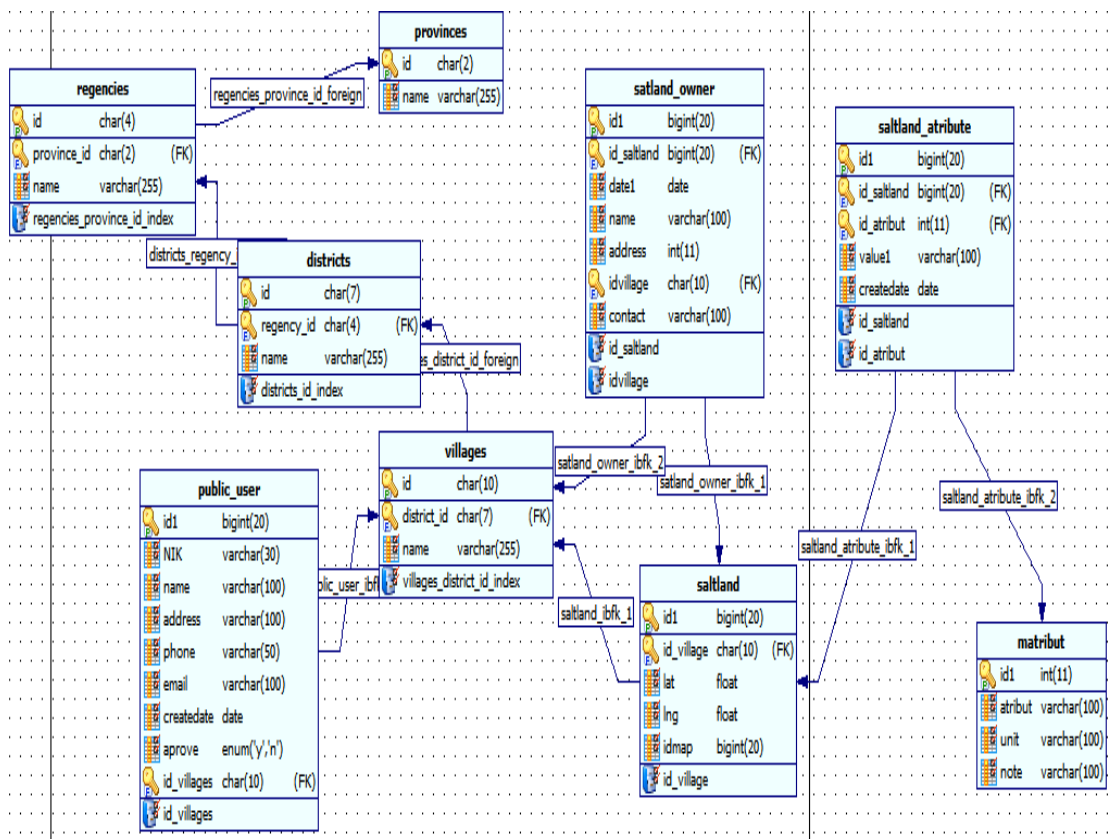 provinces
id char(2)
name varchar(255)
regencies
id char(4)
province_id char(2) (FK)
name varchar(255)
regencies_province_id_index
regencies_province_id_foreign
satland_owner
id1 bigint(20)
id_saltland bigint(20) (FK)
date1 date
name varchar(100)
address int(11)
idvillage char(10) (FK)
contact varchar(100)
id_saltland
idvillage
saltland_atribute
id1 bigint(20)
id_saltland bigint(20) (FK)
id_atribut int(11) (FK)
value1 varchar(100)
createdate date
id_saltland
id_atribut
districts_regency_
districts
id char(7)
regency_id char(4) (FK)
name varchar(255)
districts_id_index
es_district_id_foreign
villages
id char(10)
district_id char(7) (FK)
name varchar(255)
villages_district_id_index
satland_owner_ibfk_2
satland_owner_ibfk_1
saltland_atribute_ibfk_2
saltland_atribute_ibfk_1
public_user
id1 bigint(20)
NIK varchar(30)
name varchar(100)
address varchar(100)
phone varchar(50)
email varchar(100)
createdate date
aprove enum('y','n')
id_villages char(10) (FK)
id_villages
blic_user_ibf
saltland_ibfk_1
saltland
id1 bigint(20)
id_village char(10) (FK)
lat float
lng float
idmap bigint(20)
id_village
matribut
id1 int(11)
atribut varchar(100)
unit varchar(100)
note varchar(100)